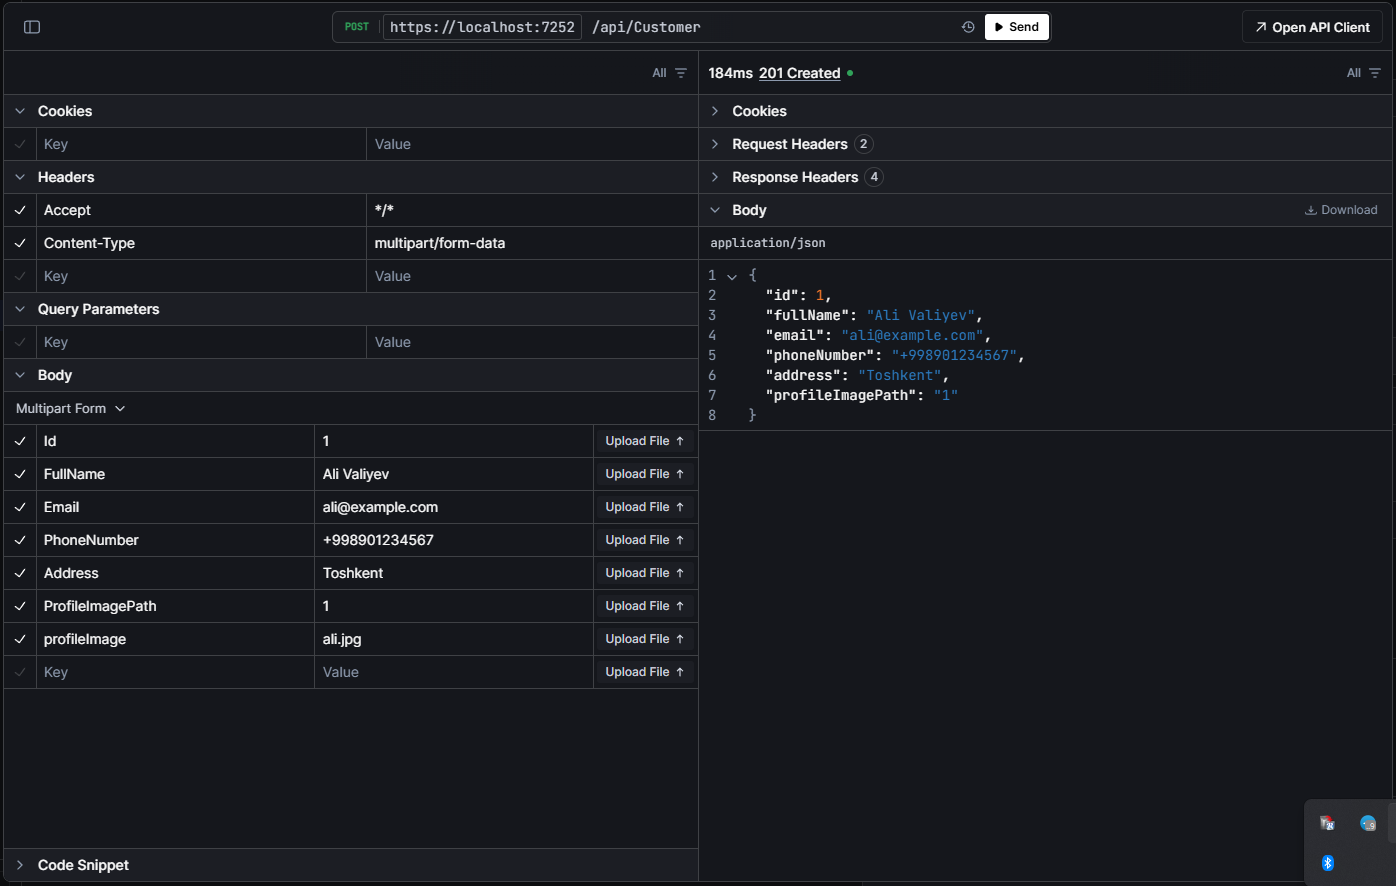 POST https://localhost:7252 /api/Customer Send Open API Client
All
Cookies
Key Value
Headers
Accept */*
Content-Type multipart/form-data
Key Value
Query Parameters
Key Value
Body
Multipart Form
Id 1 Upload File ↑
FullName Ali Valiyev Upload File ↑
Email ali@example.com Upload File ↑
PhoneNumber +998901234567 Upload File ↑
Address Toshkent Upload File ↑
ProfileImagePath 1 Upload File ↑
profileImage ali.jpg Upload File ↑
Key Value Upload File ↑
Code Snippet
184ms 201 Created All
Cookies
Request Headers 2
Response Headers 4
Body Download
application/json
1 {
2 "id": 1,
3 "fullName": "Ali Valiyev",
4 "email": "ali@example.com",
5 "phoneNumber": "+998901234567",
6 "address": "Toshkent",
7 "profileImagePath": "1"
8 }